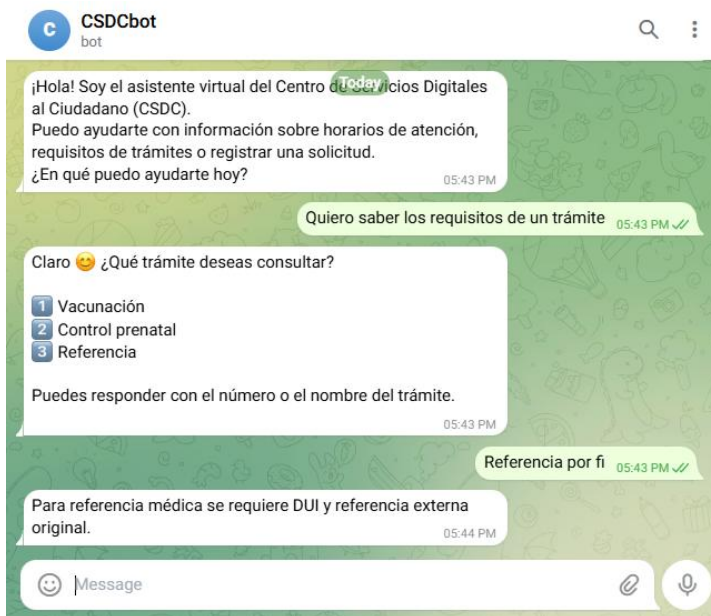 C
CSDCbot
bot
Today
¡Hola! Soy el asistente virtual del Centro de Servicios Digitales
al Ciudadano (CSDC).
Puedo ayudarte con información sobre horarios de atención,
requisitos de trámites o registrar una solicitud.
¿En qué puedo ayudarte hoy?
05:43 PM
Quiero saber los requisitos de un trámite 05:43 PM
Claro 😊 ¿Qué trámite deseas consultar?
1 Vacunación
2 Control prenatal
3 Referencia
Puedes responder con el número o el nombre del trámite.
05:43 PM
Referencia por fi 05:43 PM
Para referencia médica se requiere DUI y referencia externa
original.
05:44 PM
Message